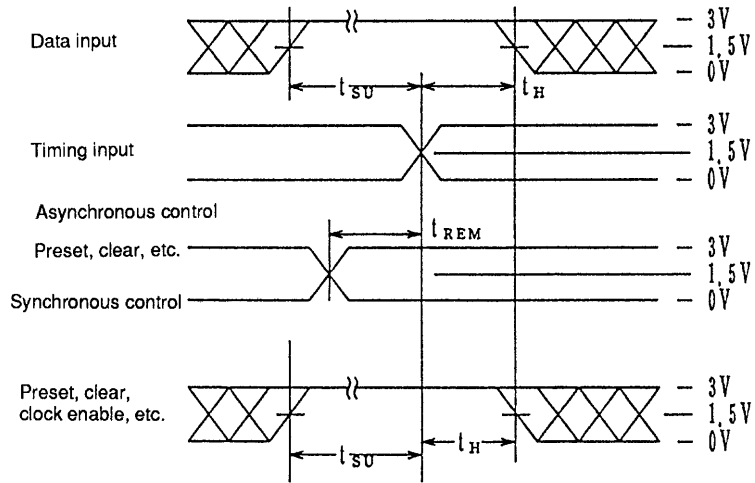 Data input
3V
1.5V
0V
tSU
tH
Timing input
3V
1.5V
0V
Asynchronous control
tREM
Preset, clear, etc.
3V
1.5V
0V
Synchronous control
Preset, clear,
clock enable, etc.
3V
1.5V
0V
tSU
tH